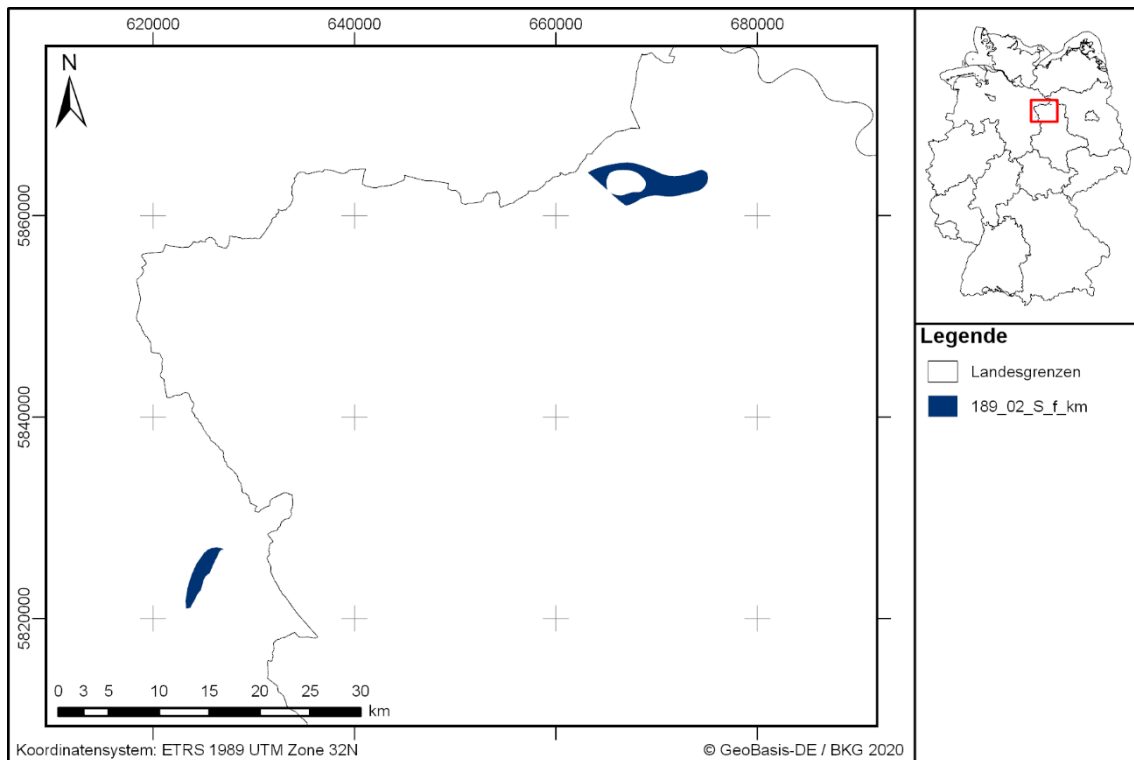 620000 640000 660000 680000
N
5860000
5840000
5820000
0 3 5 10 15 20 25 30
km
Koordinatensystem: ETRS 1989 UTM Zone 32N
© GeoBasis-DE / BKG 2020
Legende
Landesgrenzen
189_02_S_f_km